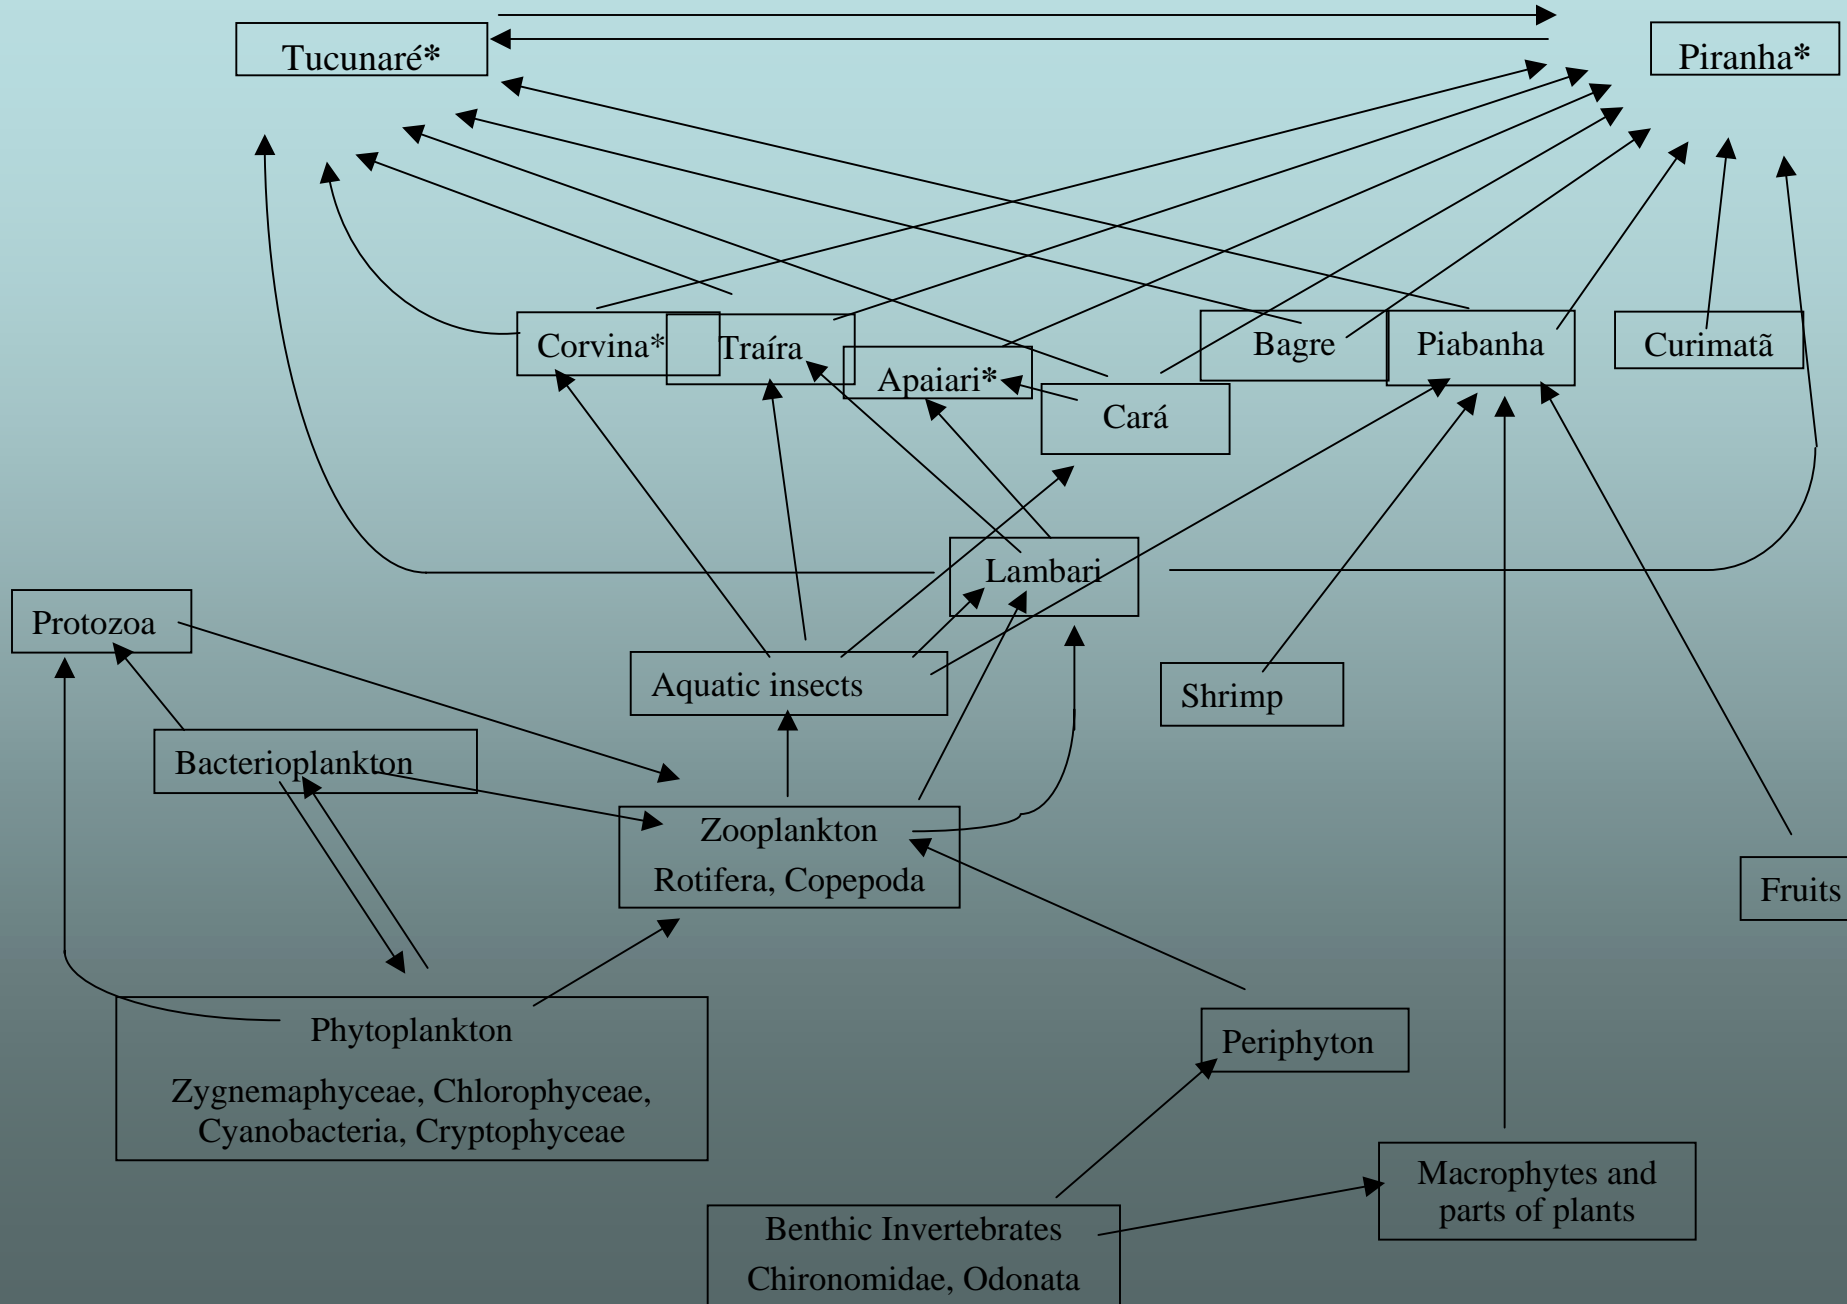 Tucunaré*
Piranha*
Corvina*
Traíra
Apaiari*
Cará
Bagre
Piabanha
Curimatã
Lambari
Protozoa
Aquatic insects
Shrimp
Bacterioplankton
Zooplankton
Rotifera, Copepoda
Fruits
Phytoplankton
Zygnemaphyceae, Chlorophyceae,
Cyanobacteria, Cryptophyceae
Periphyton
Macrophytes and
parts of plants
Benthic Invertebrates
Chironomidae, Odonata